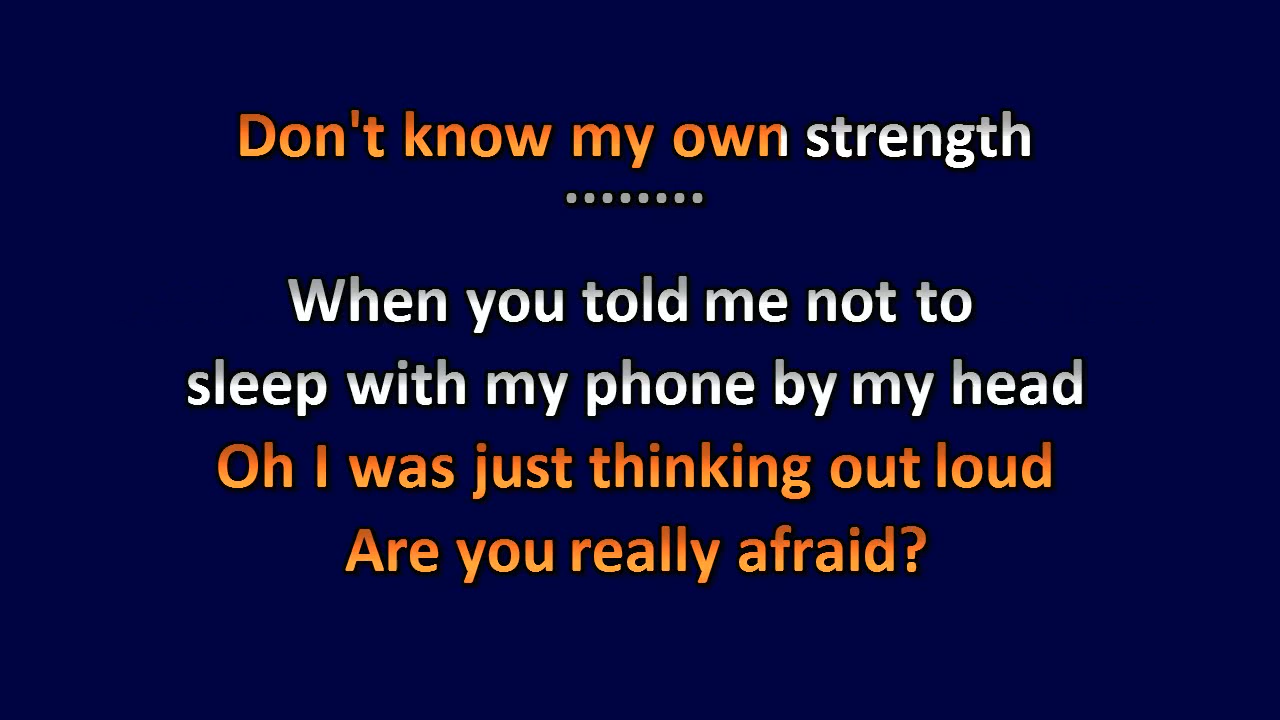 Don't know my own strength
........
When you told me not to
sleep with my phone by my head
Oh I was just thinking out loud
Are you really afraid?